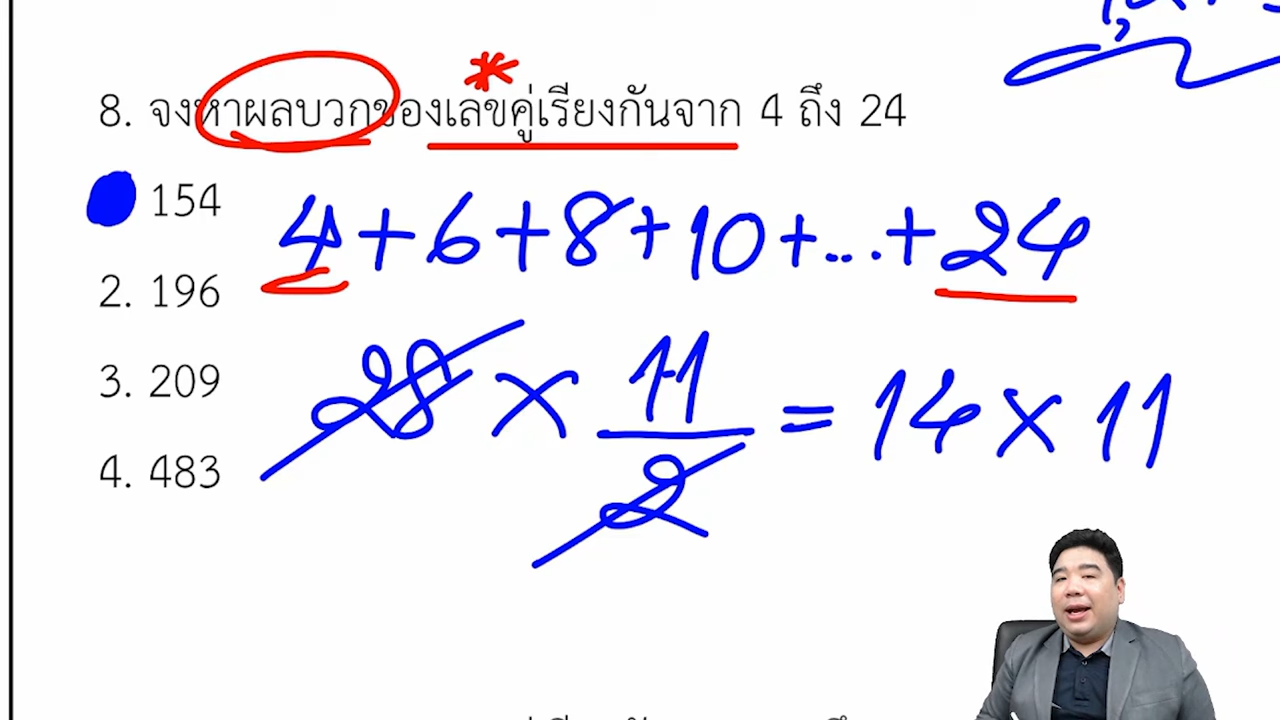 8. จงหาผลบวกของเลขคู่เรียงกันจาก 4 ถึง 24
154
4+6+8+10+...+24
2. 196
28 × 11/2 = 14 × 11
3. 209
4. 483